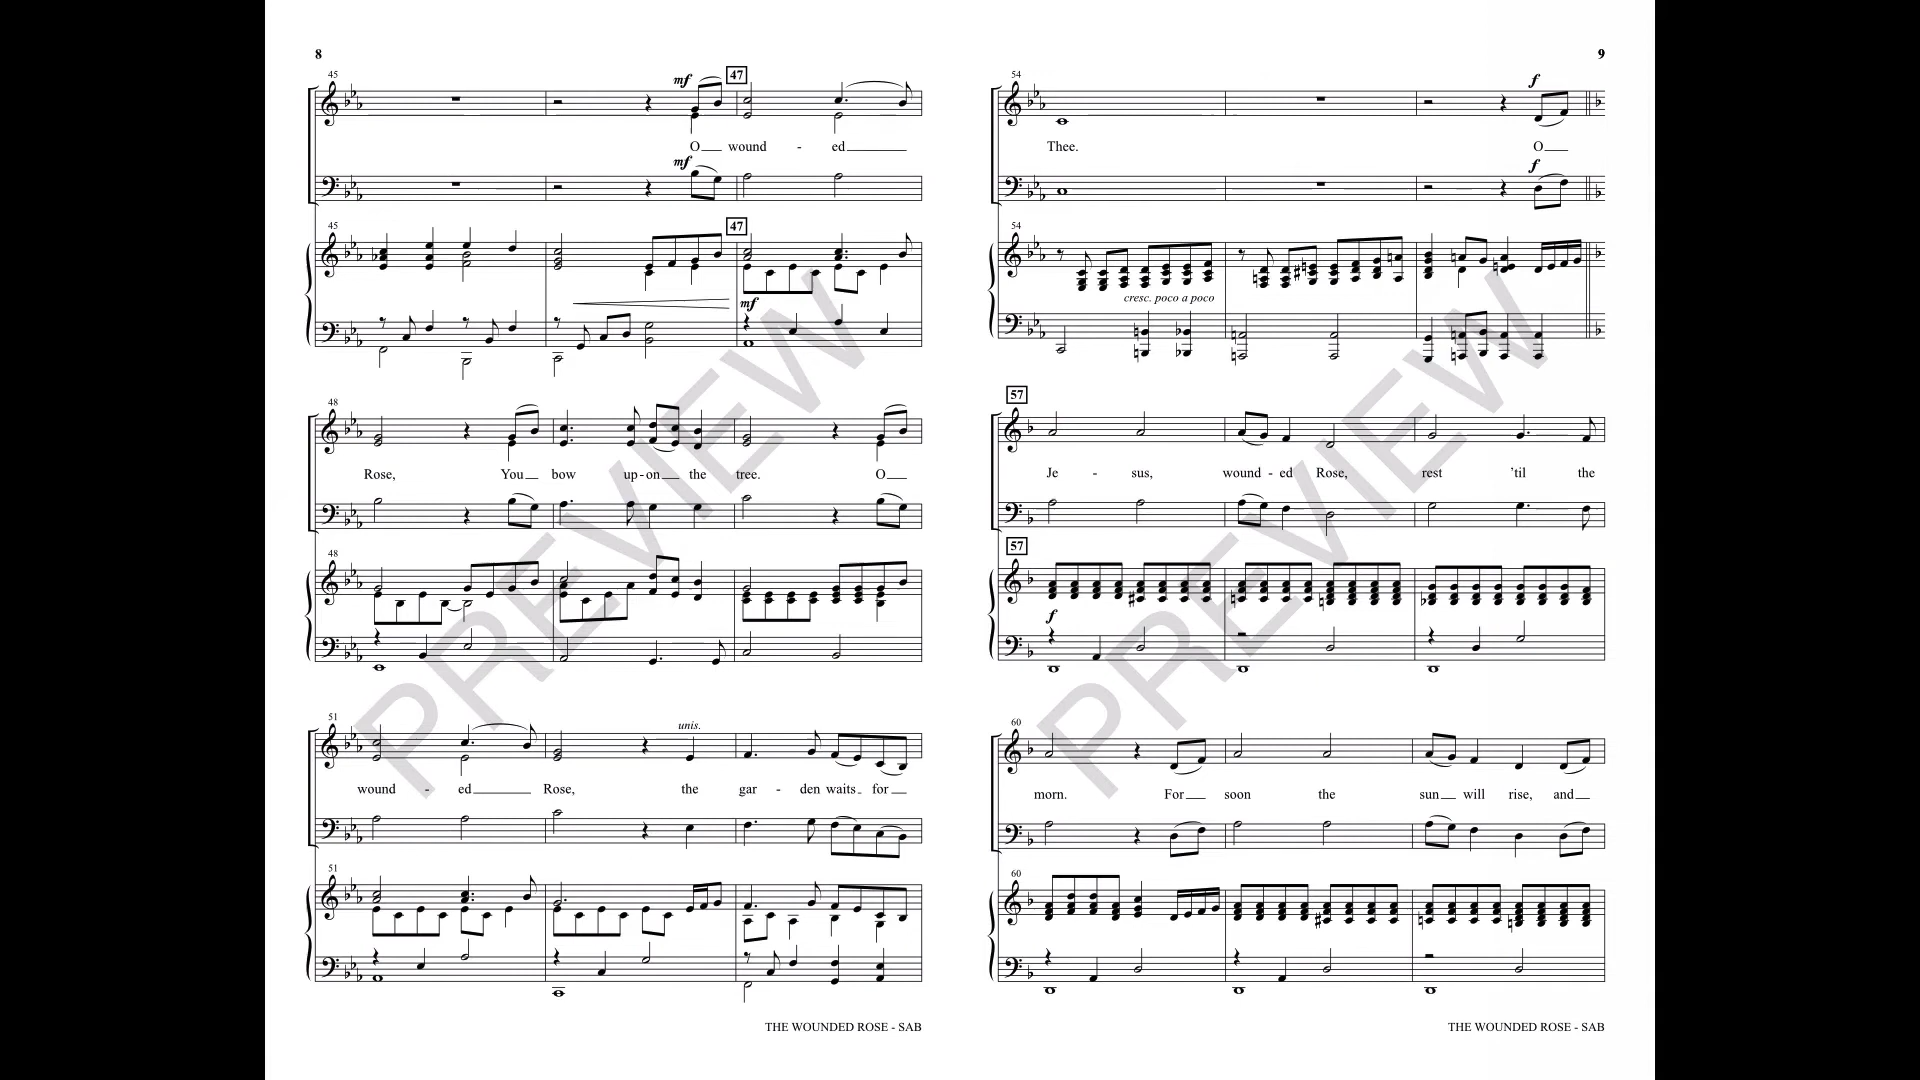 8
45
mf
47
O wound - ed
mf
45
47
mf
48
Rose, You bow up - on the tree. O
48
51
unis.
wound - ed Rose, the gar - den waits for
51
THE WOUNDED ROSE - SAB
9
54
f
Thee. O
f
54
cresc. poco a poco
57
Je - sus, wound - ed Rose, rest ’til the
57
f
60
morn. For soon the sun will rise, and
60
THE WOUNDED ROSE - SAB
PREVIEW
PREVIEW